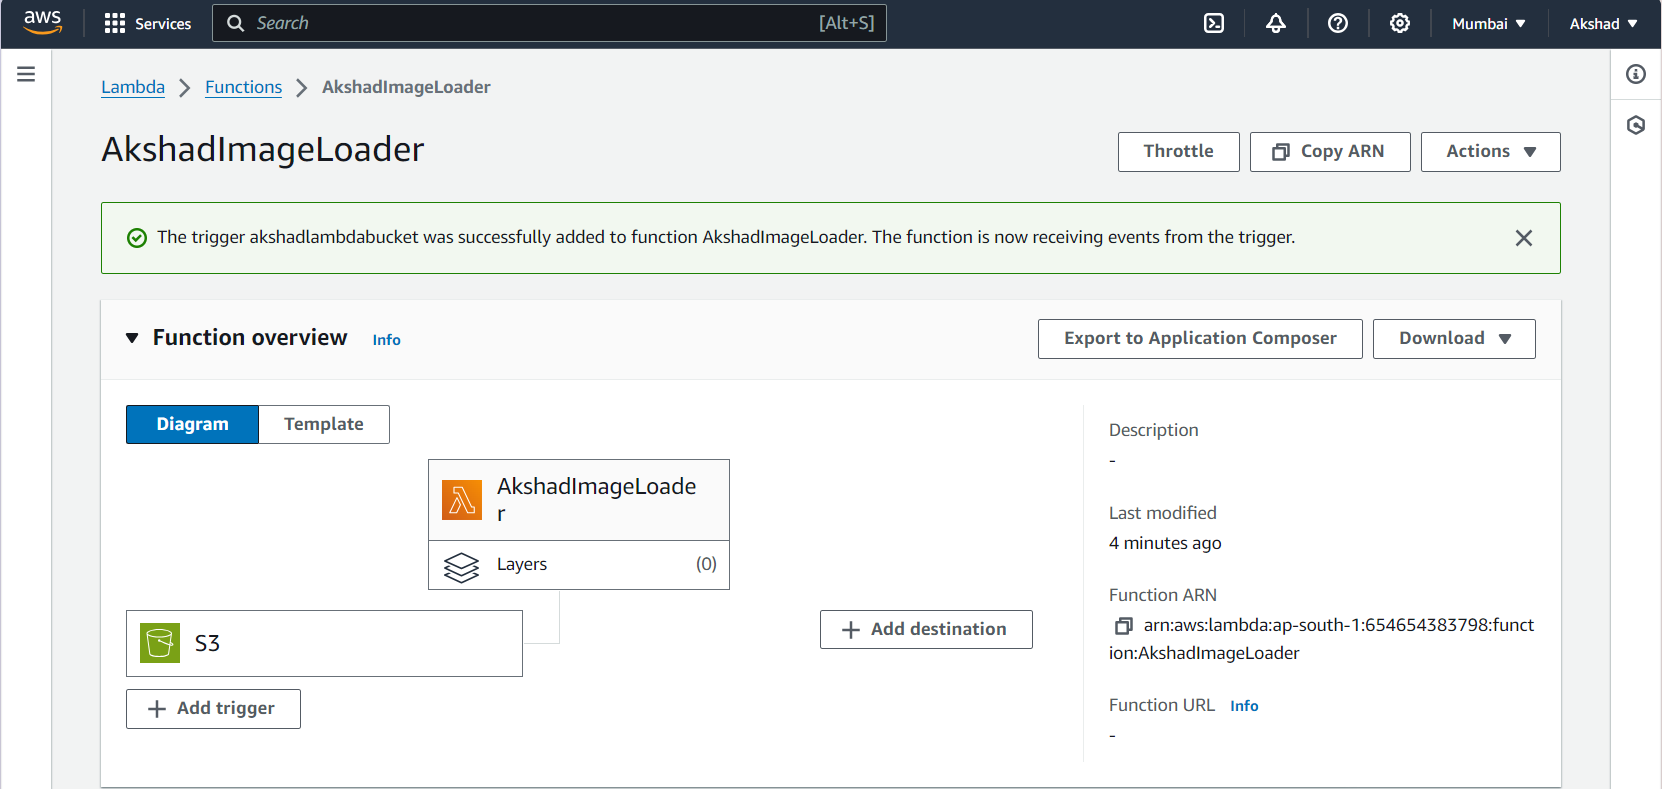 aws Services Search [Alt+S] Mumbai Akshad
Lambda Functions AkshadImageLoader
AkshadImageLoader
Throttle Copy ARN Actions
The trigger akshadlambdabucket was successfully added to function AkshadImageLoader. The function is now receiving events from the trigger.
Function overview Info
Export to Application Composer Download
Diagram Template
AkshadImageLoade
r
Layers (0)
S3
Add trigger
Add destination
Description
-
Last modified
4 minutes ago
Function ARN
arn:aws:lambda:ap-south-1:654654383798:funct
ion:AkshadImageLoader
Function URL Info
-